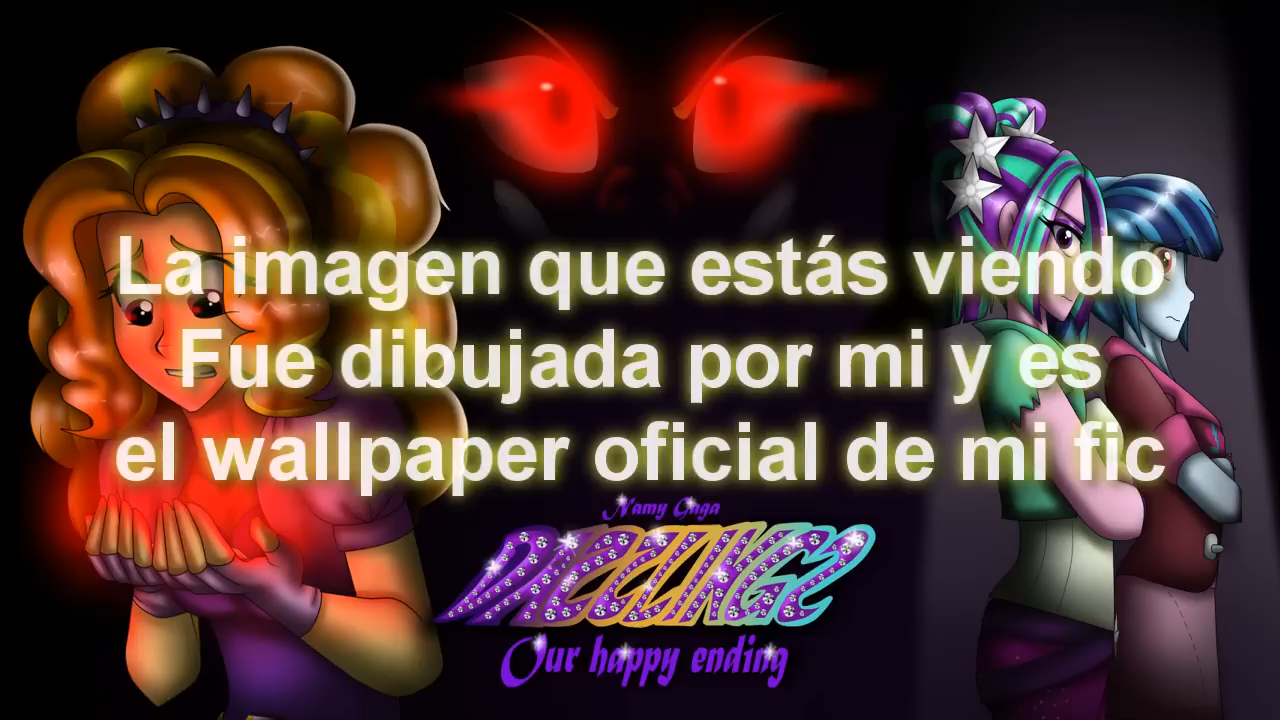 La imagen que estás viendo
Fue dibujada por mi y es
el wallpaper oficial de mi fic
Namy Gaga
DAZZLINGS
Our happy ending